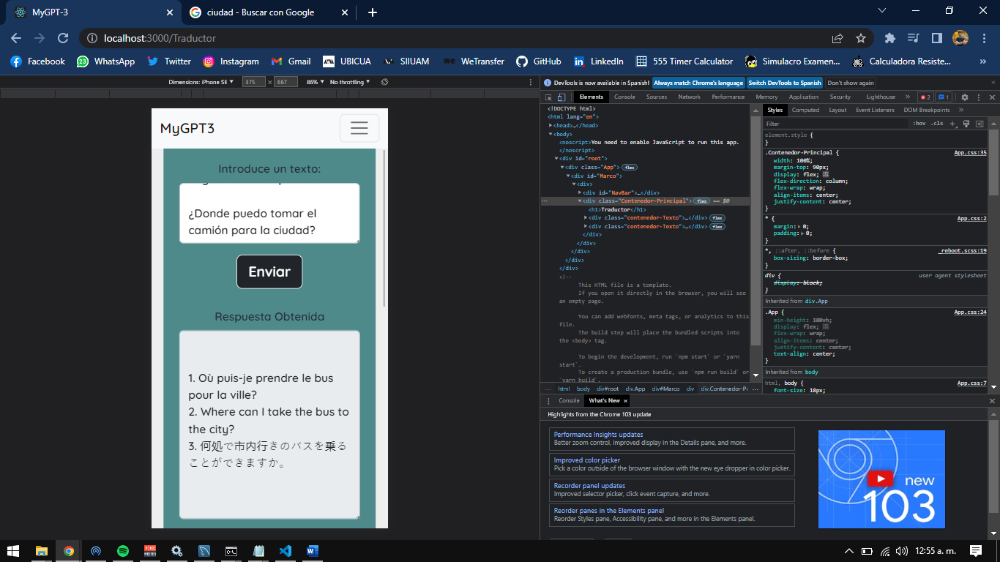 MyGPT-3
ciudad - Buscar con Google
localhost:3000/Traductor
Facebook
WhatsApp
Twitter
Instagram
Gmail
UBICUA
SIIUAM
WeTransfer
GitHub
LinkedIn
555 Timer Calculator
Simulacro Examen...
Calculadora Resiste...
»
Dimensions: iPhone SE ▼ 375 × 667 86% ▼ No throttling ▼
MyGPT3
Introduce un texto:
¿Donde puedo tomar el
camión para la ciudad?
Enviar
Respuesta Obtenida
1. Où puis-je prendre le bus
pour la ville?
2. Where can I take the bus to
the city?
3. 何処で市内行きのバスを乗る
ことができますか。
DevTools is now available in Spanish! Always match Chrome's language Switch DevTools to Spanish Don't show again
Elements Console Sources Network Performance Memory Application Security Lighthouse » 2 1
<!DOCTYPE html>
<html lang="en">
<head>…</head>
<body>
<noscript>You need to enable JavaScript to run this app.
</noscript>
<div id="root">
<div class="App"> flex
<div id="Marco">
<div>
<div id="NavBar">…</div>
<div class="Contenedor-Principal"> flex == $0
<h1>Traductor</h1>
<div class="contenedor-Texto">…</div> flex
<div class="contenedor-Texto">…</div> flex
</div>
</div>
</div>
</div>
</div>
<!--
This HTML file is a template.
If you open it directly in the browser, you will see
an empty page.
You can add webfonts, meta tags, or analytics to this
file.
The build step will place the bundled scripts into
the <body> tag.
To begin the development, run `npm start` or `yarn
start`.
To create a production bundle, use `npm run build` or
`yarn build`.
… html body div#root div.App div#Marco div div.Contenedor-Pr …
Styles Computed Layout Event Listeners DOM Breakpoints »
Filter :hov .cls
element.style {
}
.Contenedor-Principal { App.css:35
width: 100%;
margin-top: 90px;
display: flex;
flex-direction: column;
flex-wrap: wrap;
align-items: center;
justify-content: center;
}
* { App.css:2
margin: 0;
padding: 0;
}
*, ::after, ::before { _reboot.scss:19
box-sizing: border-box;
}
div { user agent stylesheet
display: block;
}
Inherited from div.App
.App { App.css:24
min-height: 100vh;
display: flex;
flex-wrap: wrap;
align-items: center;
justify-content: center;
text-align: center;
}
Inherited from body
html, body { App.css:7
font-size: 18px;
Console What's New ×
Highlights from the Chrome 103 update
Performance Insights updates
Better zoom control, improved display in the Details pane, and more.
Improved color picker
Pick a color outside of the browser window with the new eye dropper in color picker.
Recorder panel updates
Improved selector picker, click event capture, and more.
Reorder panes in the Elements panel
Reorder Styles pane, Accessibility pane, and more in the Elements panel.
new
103
12:55 a. m.